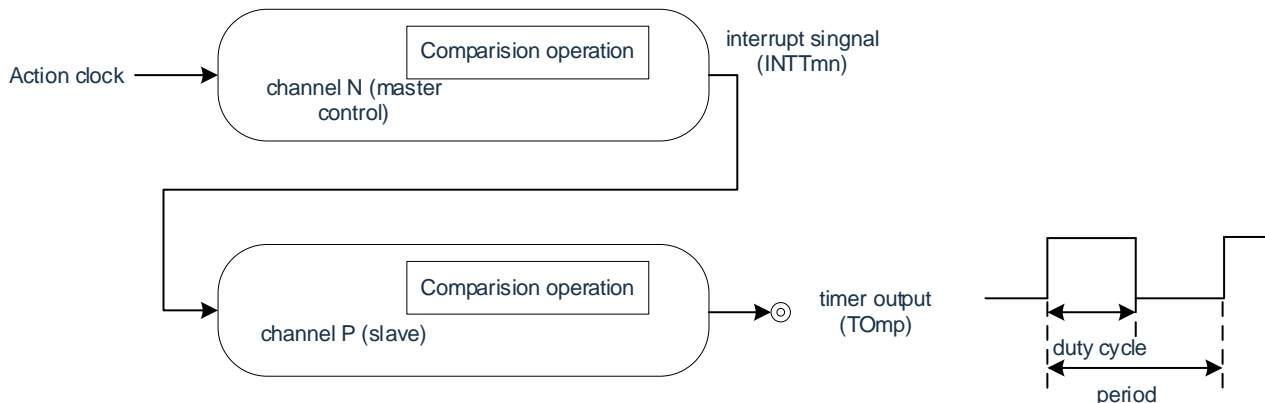 Comparision operation
interrupt singnal
(INTTmn)
Action clock
channel N (master
control)
Comparision operation
channel P (slave)
timer output
(TOmp)
duty cycle
period